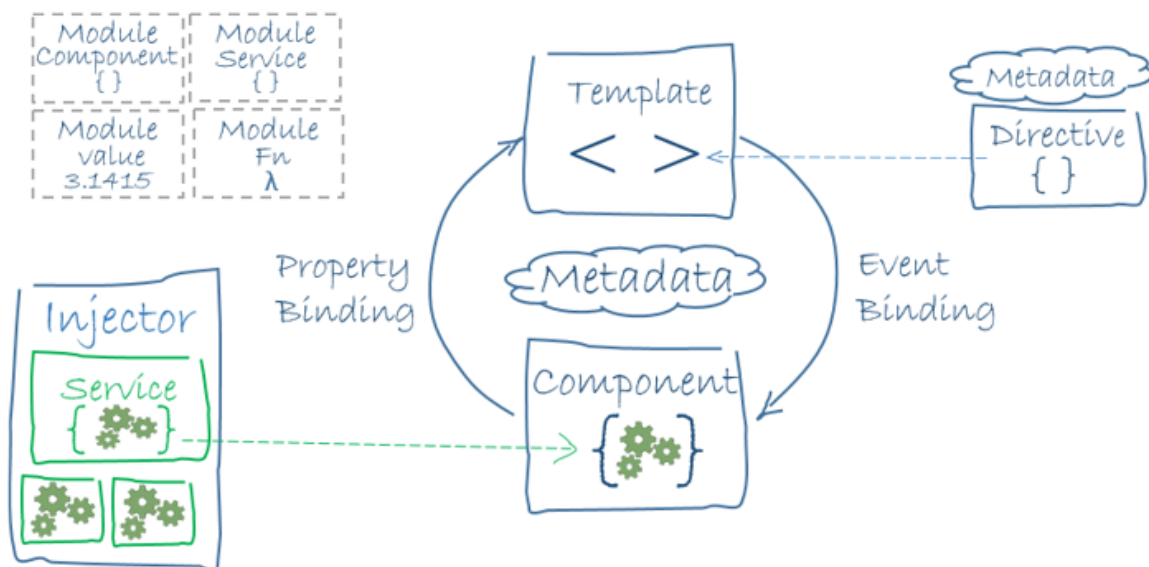 Module
Component
{ }
Module
Service
{ }
Module
value
3.1415
Module
Fn
λ
Template
< >
Metadata
Directive
{ }
Property
Binding
Metadata
Event
Binding
Injector
Service
{ }
Component
{ }